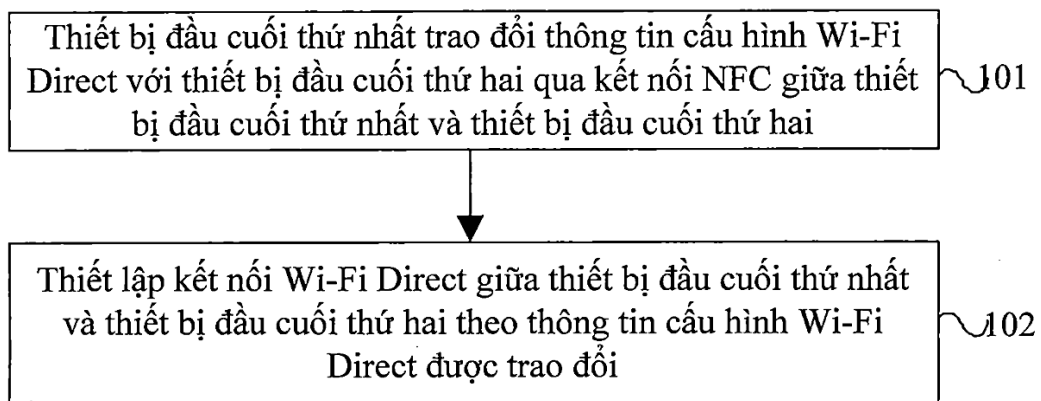 Thiết bị đầu cuối thứ nhất trao đổi thông tin cấu hình Wi-Fi
Direct với thiết bị đầu cuối thứ hai qua kết nối NFC giữa thiết
bị đầu cuối thứ nhất và thiết bị đầu cuối thứ hai
101
Thiết lập kết nối Wi-Fi Direct giữa thiết bị đầu cuối thứ nhất
và thiết bị đầu cuối thứ hai theo thông tin cấu hình Wi-Fi
Direct được trao đổi
102